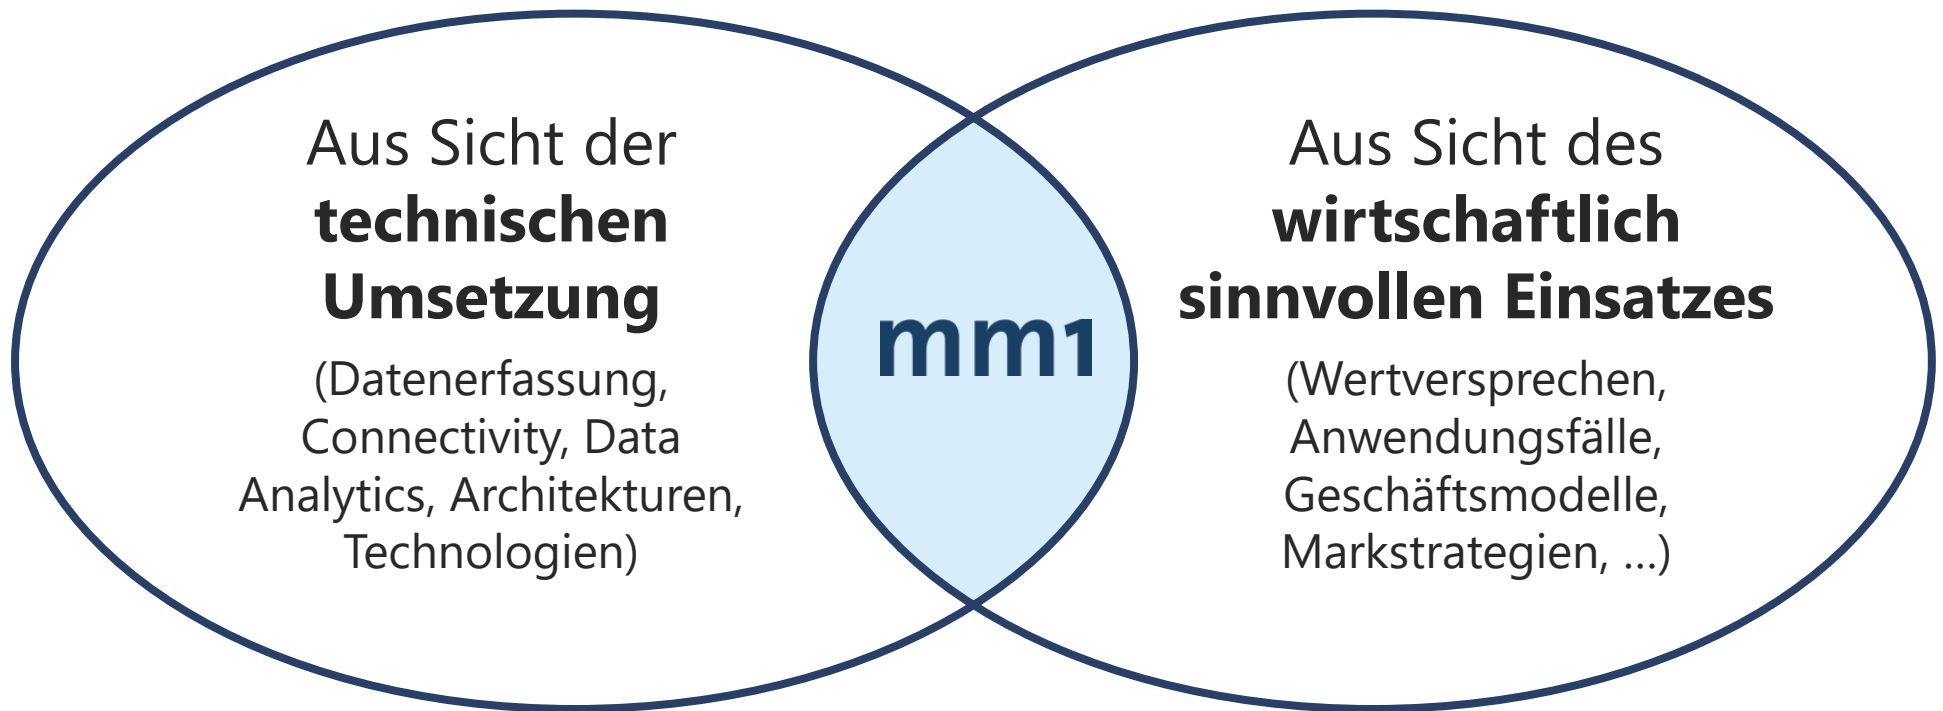 Aus Sicht der
technischen
Umsetzung
(Datenerfassung,
Connectivity, Data
Analytics, Architekturen,
Technologien)
mm1
Aus Sicht des
wirtschaftlich
sinnvollen Einsatzes
(Wertversprechen,
Anwendungsfälle,
Geschäftsmodelle,
Markstrategien, ...)